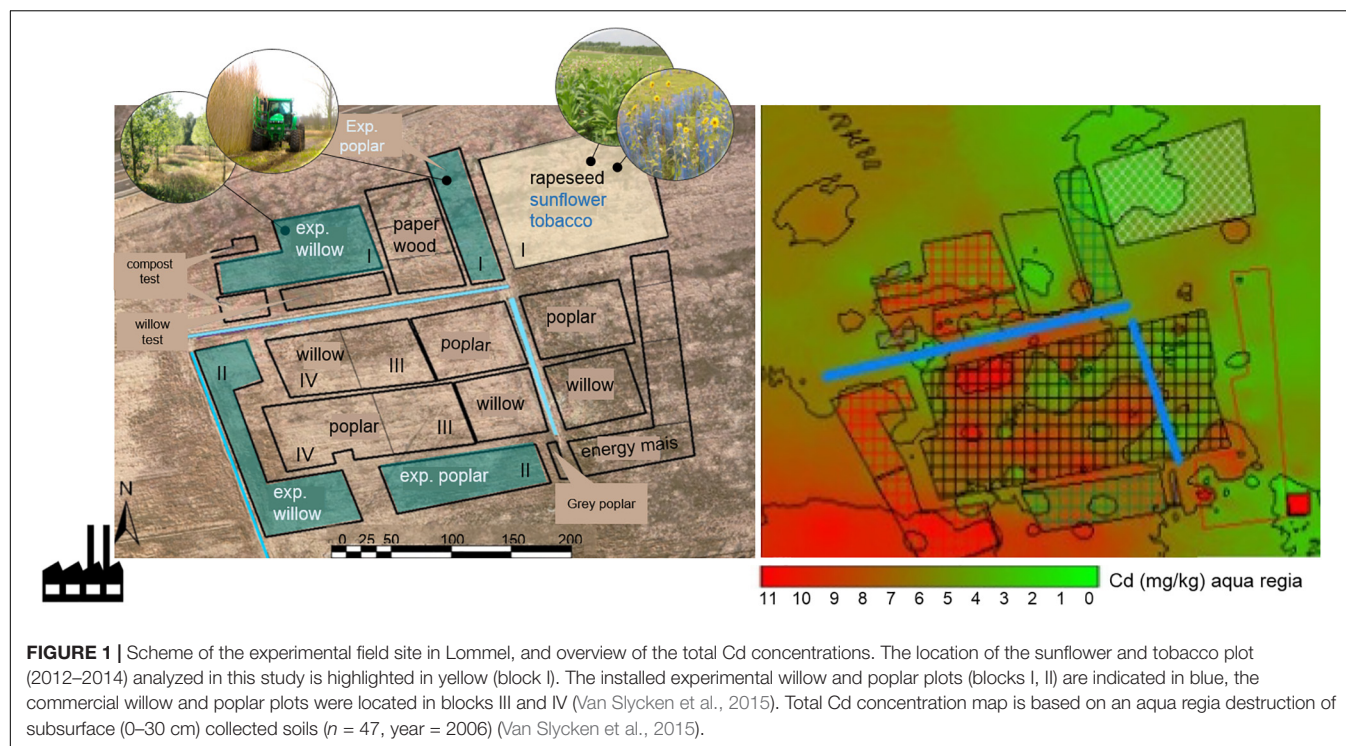 Exp.
poplar
rapeseed
sunflower
tobacco
I
exp.
willow
I
paper
wood
I
compost
test
willow
test
poplar
II
willow
IV
III
poplar
willow
willow
poplar
IV
III
energy mais
exp. poplar
II
exp.
willow
Grey poplar
N
0 25 50 100 150 200
Cd (mg/kg) aqua regia
11 10 9 8 7 6 5 4 3 2 1 0
FIGURE 1 | Scheme of the experimental field site in Lommel, and overview of the total Cd concentrations. The location of the sunflower and tobacco plot
(2012–2014) analyzed in this study is highlighted in yellow (block I). The installed experimental willow and poplar plots (blocks I, II) are indicated in blue, the
commercial willow and poplar plots were located in blocks III and IV (Van Slycken et al., 2015). Total Cd concentration map is based on an aqua regia destruction of
subsurface (0–30 cm) collected soils (n = 47, year = 2006) (Van Slycken et al., 2015).